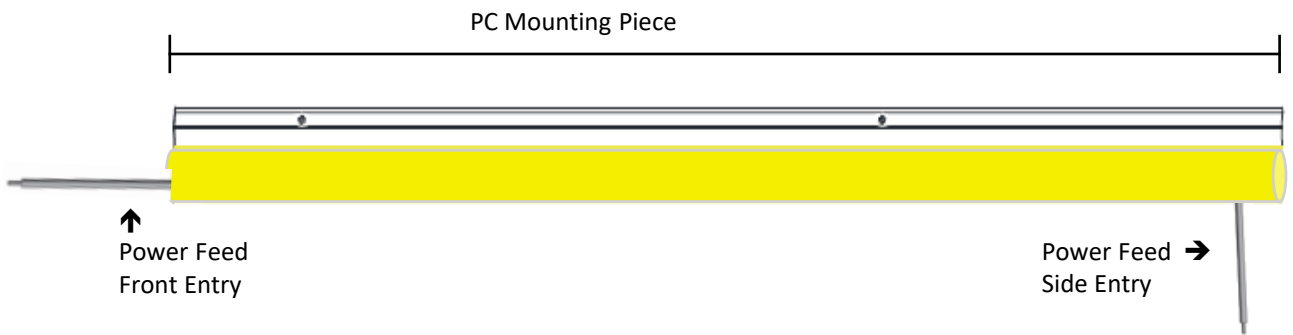 PC Mounting Piece
Power Feed
Front Entry
Power Feed →
Side Entry